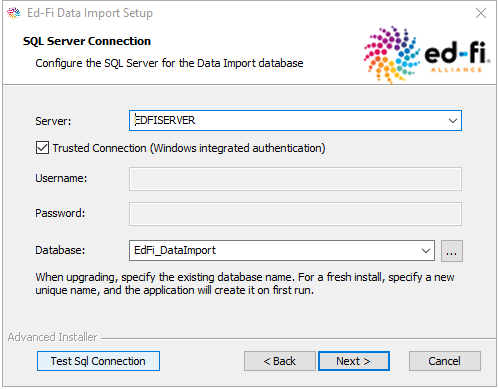 Ed-Fi Data Import Setup
SQL Server Connection
Configure the SQL Server for the Data Import database
ed-fi.
ALLIANCE
Server:
EDFISERVER
Trusted Connection (Windows integrated authentication)
Username:
Password:
Database:
EdFi_DataImport
...
When upgrading, specify the existing database name. For a fresh install, specify a new
unique name, and the application will create it on first run.
Advanced Installer
Test Sql Connection
< Back
Next >
Cancel